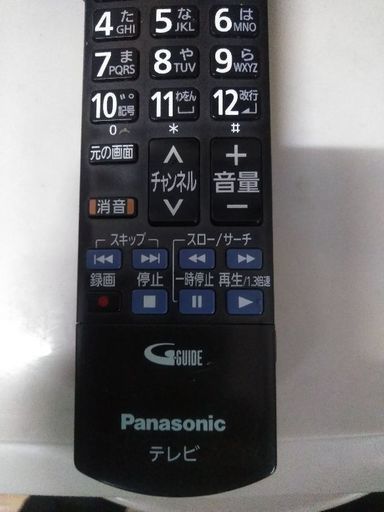 4 た GHI 5 な JKL 6 は MNO
7 ま PQRS 8 や TUV 9 ら WXYZ
10 ゛゜記号 11 わをん 12 改行
0 * #
元の画面 チャンネル + 音量 −
消音
スキップ スロー/サーチ
録画 停止 一時停止 再生/1.3倍速
G-GUIDE
Panasonic
テレビ